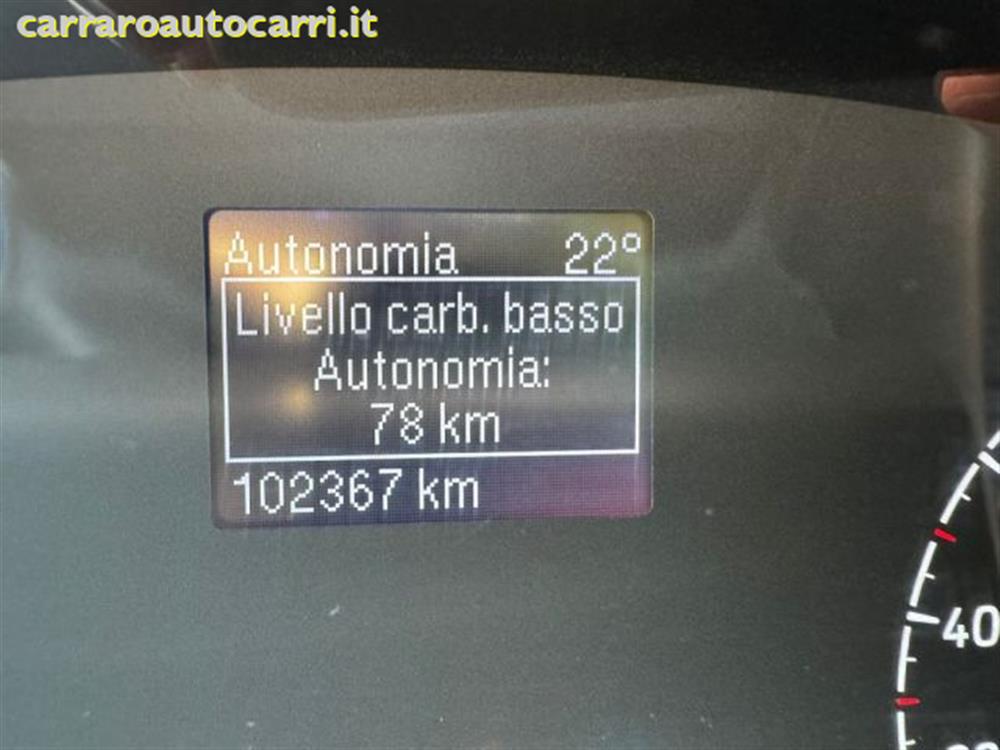 carraroautocarri.it
Autonomia 22°
Livello carb. basso
Autonomia:
78 km
102367 km
40